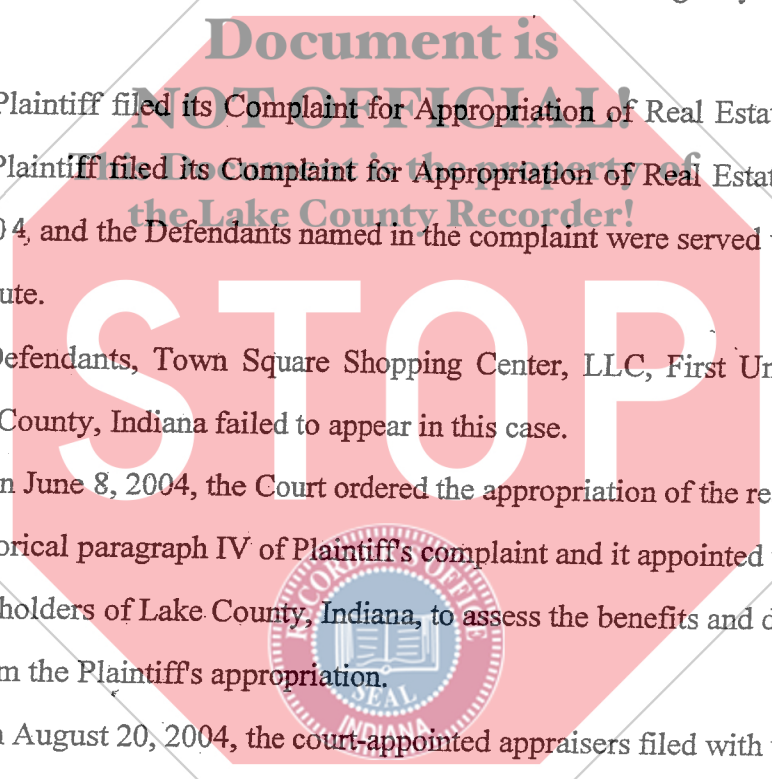 Document is
NOT OFFICIAL!
Plaintiff filed its Complaint for Appropriation of Real Esta
This Document is the property of
Plaintiff filed its Complaint for Appropriation of Real Estat
the Lake County Recorder!
04, and the Defendants named in the complaint were served
ute.
STOP
Defendants, Town Square Shopping Center, LLC, First Un
County, Indiana failed to appear in this case.
n June 8, 2004, the Court ordered the appropriation of the re
orical paragraph IV of Plaintiff's complaint and it appointed
holders of Lake County, Indiana, to assess the benefits and d
m the Plaintiff's appropriation.
RECORDER'S OFFICE
SEAL
INDIANA
n August 20, 2004, the court-appointed appraisers filed with